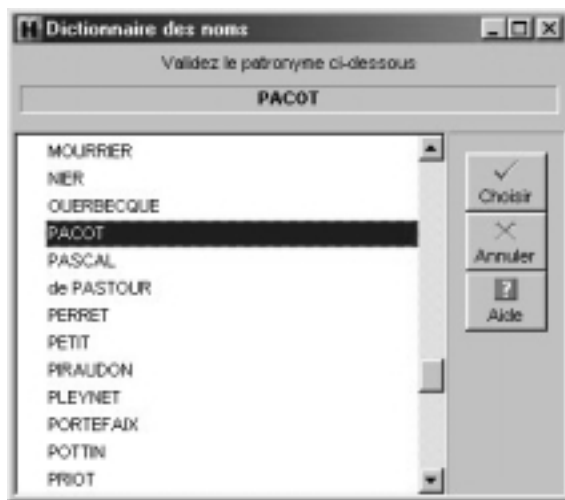 Dictionnaire des noms
Validez le patronyme ci-dessous
PACOT
MOURRIER
NIER
OUERBECQUE
PACOT
PASCAL
de PASTOUR
PERRET
PETIT
PIRAUDON
PLEYNET
PORTEFAIX
POTTIN
PRIOT
Choisir
Annuler
Aide